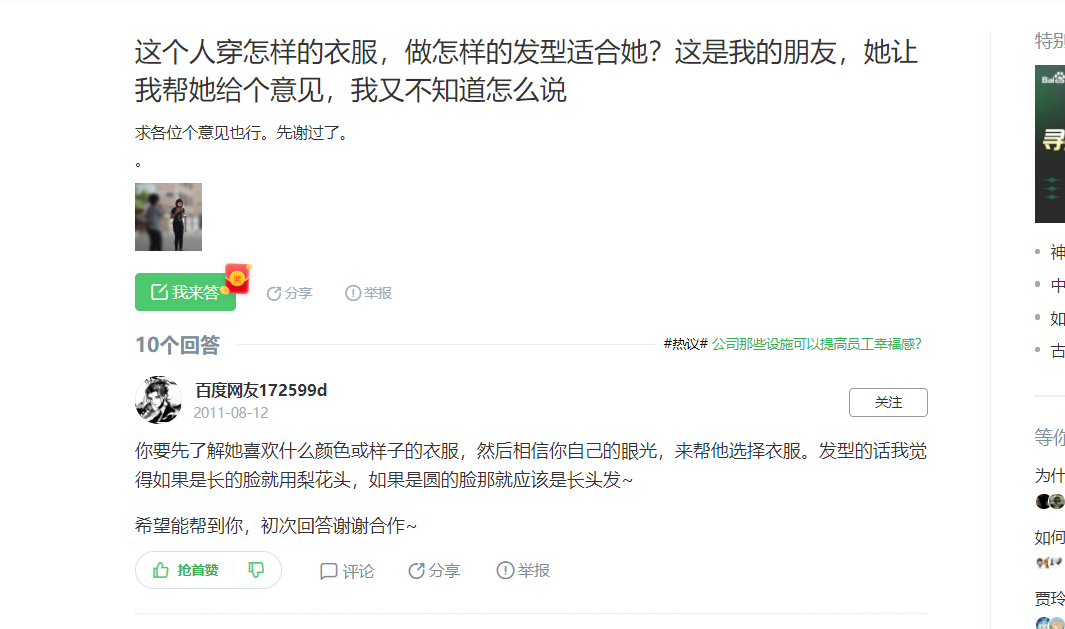 这个人穿怎样的衣服，做怎样的发型适合她？这是我的朋友，她让
我帮她给个意见，我又不知道怎么说
求各位个意见也行。先谢过了。
。
我来答
分享
举报
10个回答
#热议# 公司那些设施可以提高员工幸福感?
百度网友172599d
2011-08-12
关注
你要先了解她喜欢什么颜色或样子的衣服，然后相信你自己的眼光，来帮他选择衣服。发型的话我觉
得如果是长的脸就用梨花头，如果是圆的脸那就应该是长头发~
希望能帮到你，初次回答谢谢合作~
抢首赞
评论
分享
举报
特别
Bai
寻
神
中
如
古
等你
为什
如何
贾玲